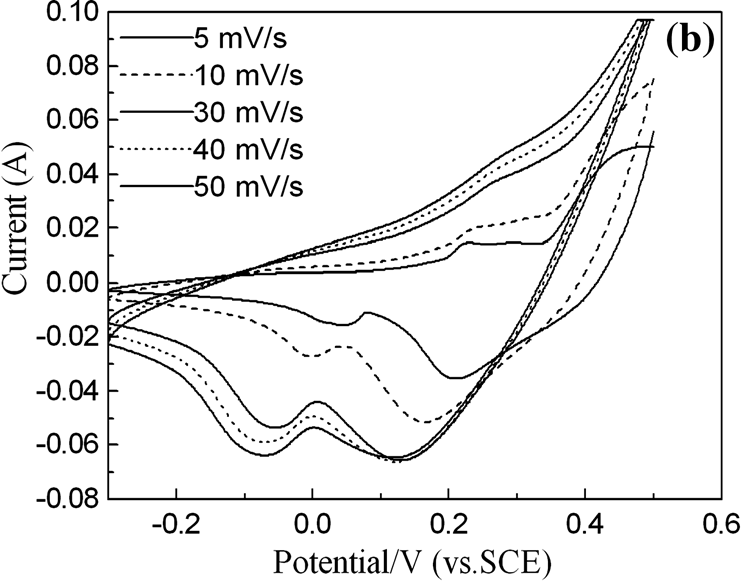 (b)
5 mV/s
10 mV/s
30 mV/s
40 mV/s
50 mV/s
Current (A)
0.10
0.08
0.06
0.04
0.02
0.00
-0.02
-0.04
-0.06
-0.08
-0.2 0.0 0.2 0.4 0.6
Potential/V (vs.SCE)